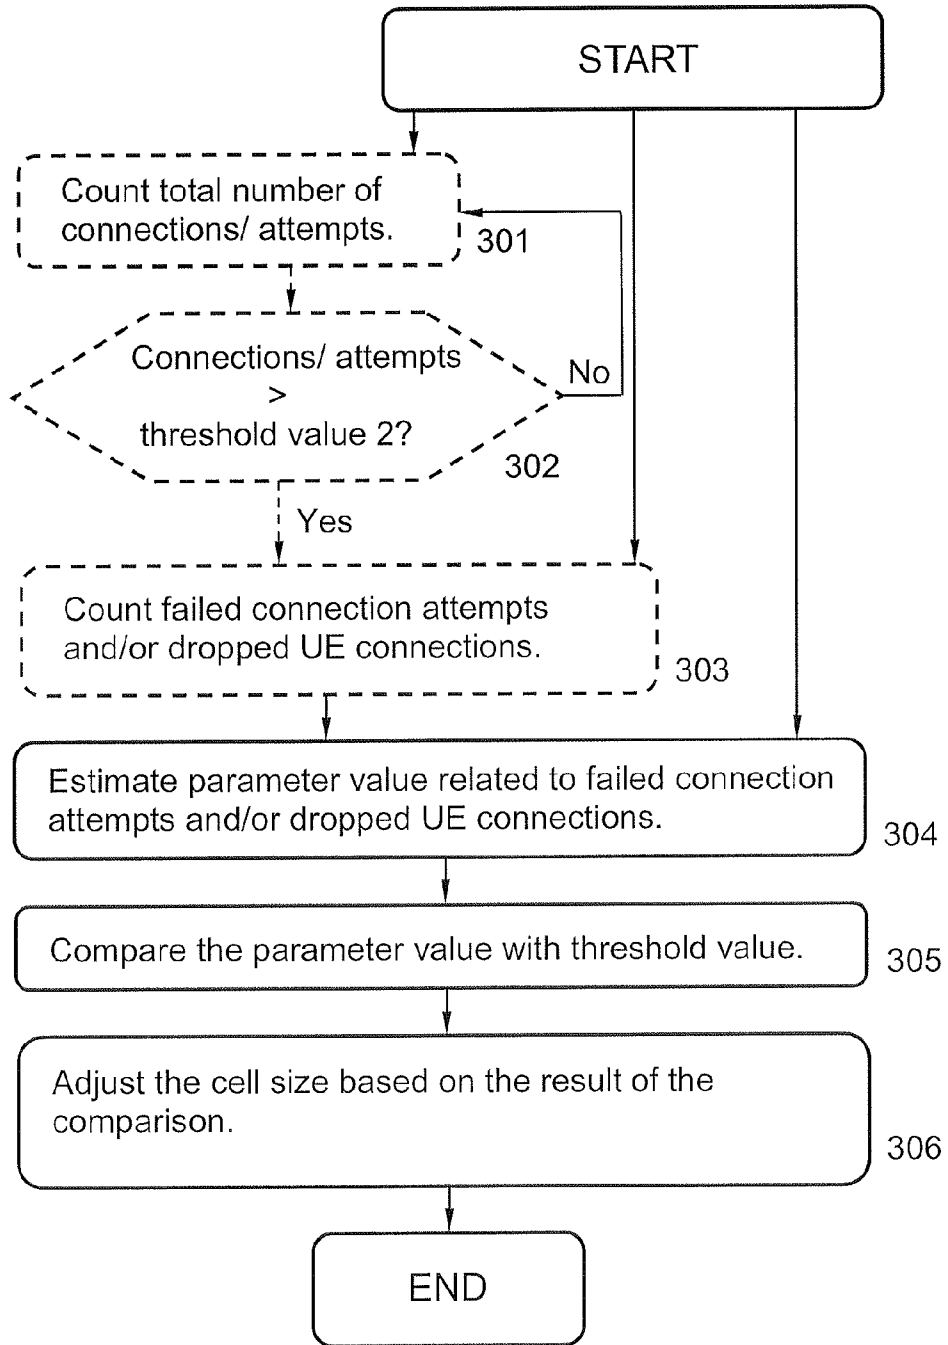 START
Count total number of
connections/ attempts.
301
Connections/ attempts
>
threshold value 2?
No
302
Yes
Count failed connection attempts
and/or dropped UE connections.
303
Estimate parameter value related to failed connection
attempts and/or dropped UE connections.
304
Compare the parameter value with threshold value.
305
Adjust the cell size based on the result of the
comparison.
306
END